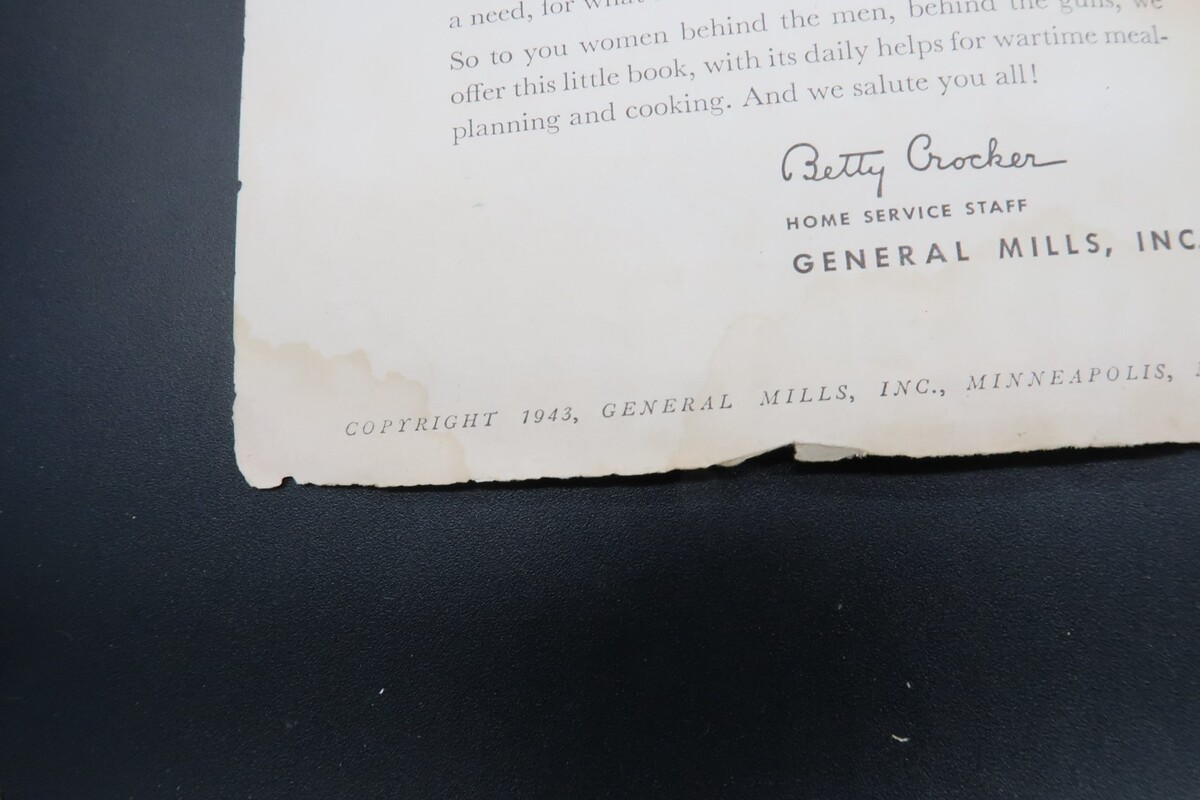 a need, for what
So to you women behind the men, behind the guns, we
offer this little book, with its daily helps for wartime meal-
planning and cooking. And we salute you all!
Betty Crocker
HOME SERVICE STAFF
GENERAL MILLS, INC.
COPYRIGHT 1943, GENERAL MILLS, INC., MINNEAPOLIS,